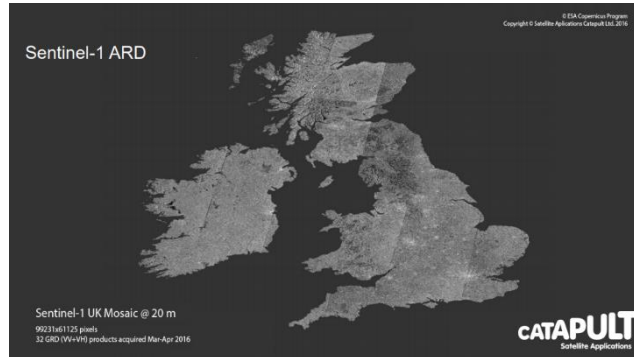 © ESA Copernicus Program
Copyright © Satellite Aplications Catapult Ltd. 2016
Sentinel-1 ARD
Sentinel-1 UK Mosaic @ 20 m
99231x61125 pixels
32 GRD (VV+VH) products acquired Mar-Apr 2016
CATAPULT
Satellite Applications